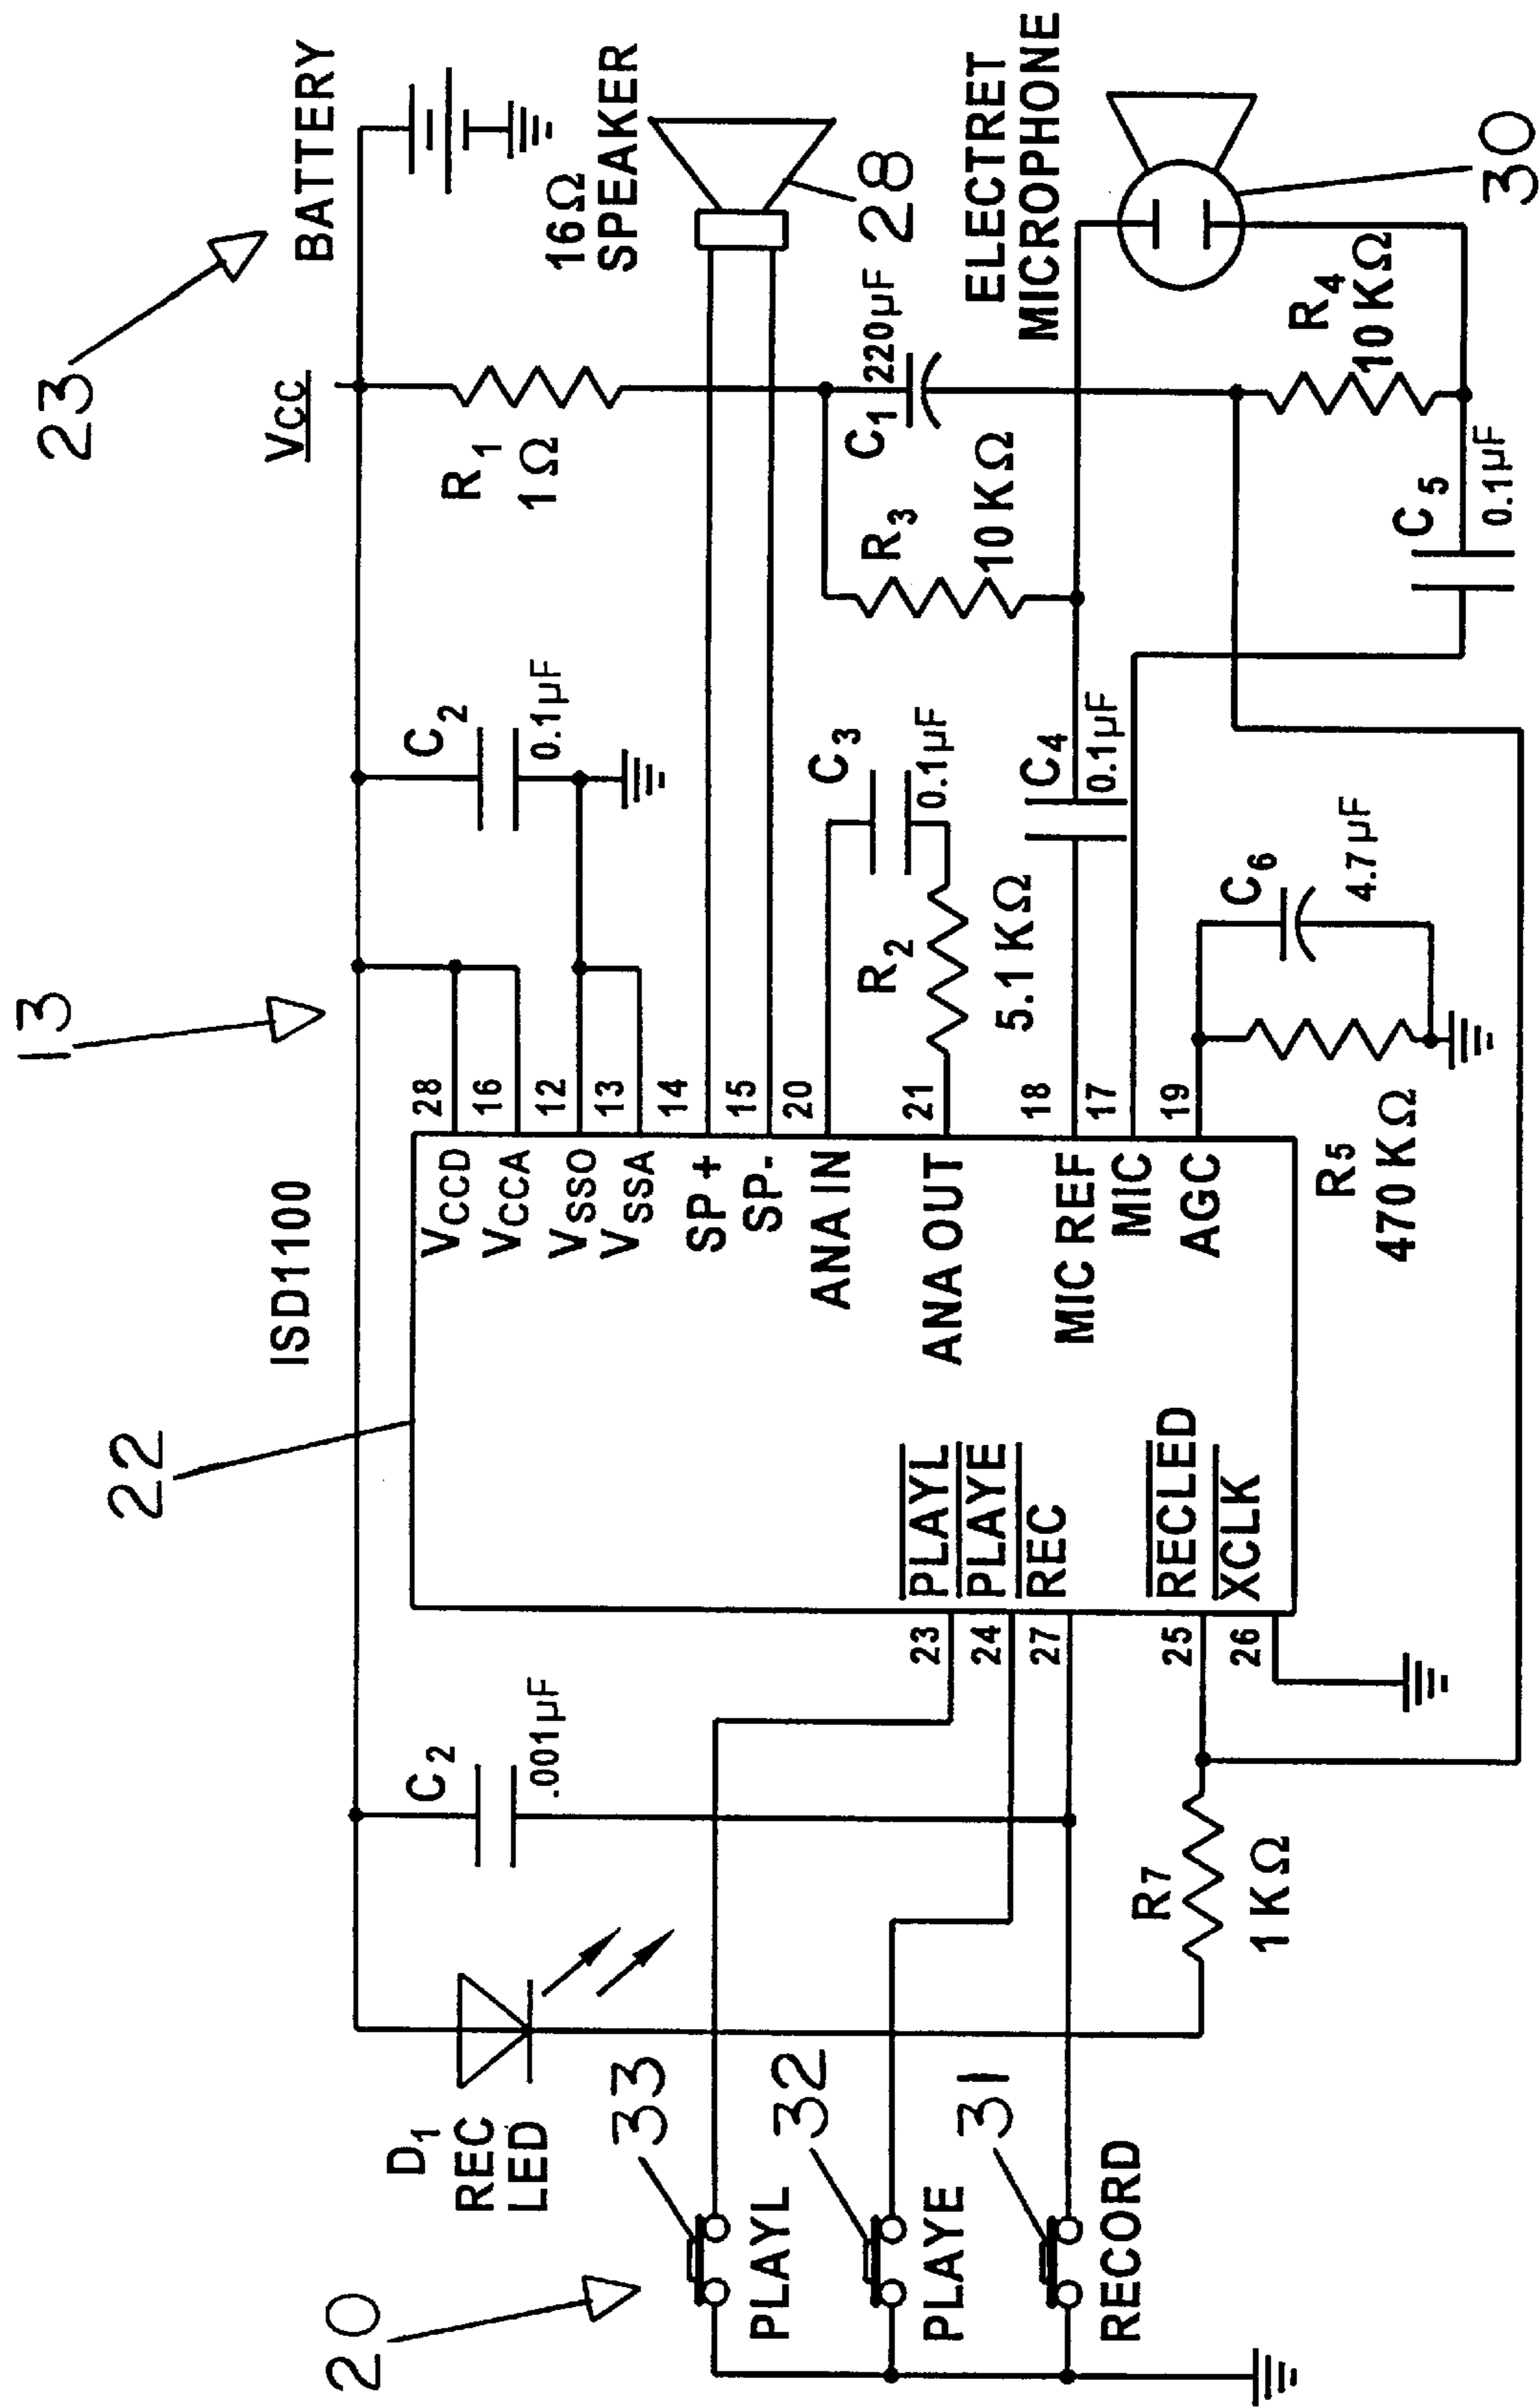 23
13
22
20
BATTERY
VCC
ISD1100
D1
REC
LED
C2
.001µF
C2
0.1µF
R1
1Ω
16Ω
SPEAKER
28
33
PLAYL
32
PLAYE
31
RECORD
R7
1KΩ
23
24
27
25
26
PLAYL
PLAYE
REC
RECLED
XCLK
VCCD
VCCA
VSSO
VSSA
SP+
SP-
ANA IN
ANA OUT
MIC REF
MIC
AGC
28
16
12
13
14
15
20
21
18
17
19
C3
0.1µF
R2
5.1KΩ
C4
0.1µF
R3
10KΩ
C1
220µF
ELECTRET
MICROPHONE
30
R4
10KΩ
C5
0.1µF
C6
4.7µF
R5
470KΩ